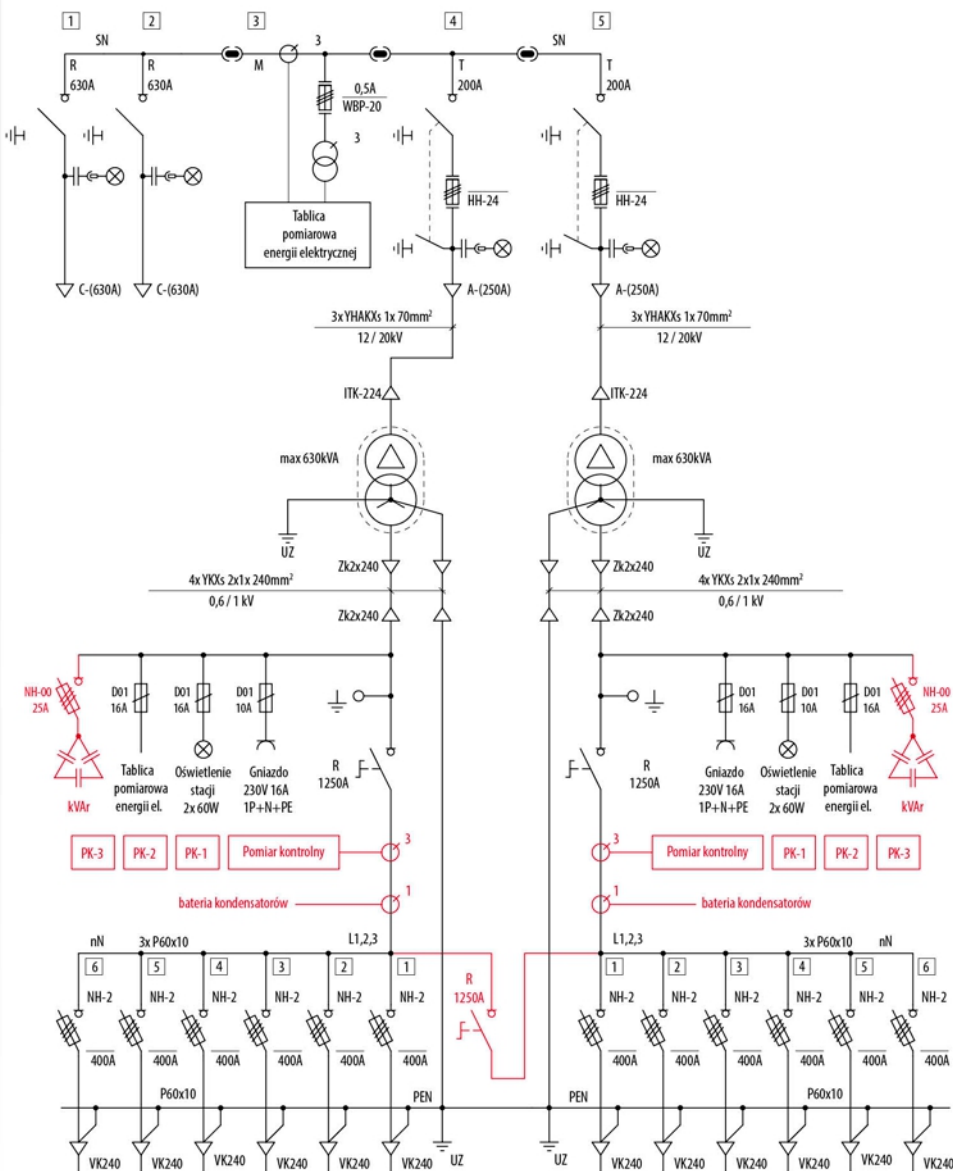 1 2 3 4 5
SN 3 SN
R R M T T
630A 630A 200A 200A
0,5A
WBP-20
3
HH-24 HH-24
Tablica
pomiarowa
energii elektrycznej
C-(630A) C-(630A) A-(250A) A-(250A)
3x YHAKXs 1x 70mm² 3x YHAKXs 1x 70mm²
12 / 20kV 12 / 20kV
ITK-224 ITK-224
max 630kVA max 630kVA
UZ UZ
Zk2x240 Zk2x240
4x YKXs 2x1x 240mm² 4x YKXs 2x1x 240mm²
0,6 / 1 kV 0,6 / 1 kV
Zk2x240 Zk2x240
NH-00 D01 D01 D01 D01 D01 D01 NH-00
25A 16A 16A 10A 16A 10A 16A 25A
R R
1250A 1250A
kVAr
Tablica
pomiarowa
energii el.
Oświetlenie
stacji
2x 60W
Gniazdo
230V 16A
1P+N+PE
Gniazdo
230V 16A
1P+N+PE
Oświetlenie
stacji
2x 60W
Tablica
pomiarowa
energii el.
kVAr
3 3
PK-3 PK-2 PK-1 Pomiar kontrolny Pomiar kontrolny PK-1 PK-2 PK-3
1 1
bateria kondensatorów bateria kondensatorów
nN 3x P60x10 L1,2,3 L1,2,3 3x P60x10 nN
6 5 4 3 2 1 1 2 3 4 5 6
R
1250A
NH-2 NH-2 NH-2 NH-2 NH-2 NH-2 NH-2 NH-2 NH-2 NH-2 NH-2 NH-2
400A 400A 400A 400A 400A 400A 400A 400A 400A 400A 400A 400A
P60x10 PEN PEN P60x10
VK240 VK240 VK240 VK240 VK240 VK240 UZ UZ VK240 VK240 VK240 VK240 VK240 VK240